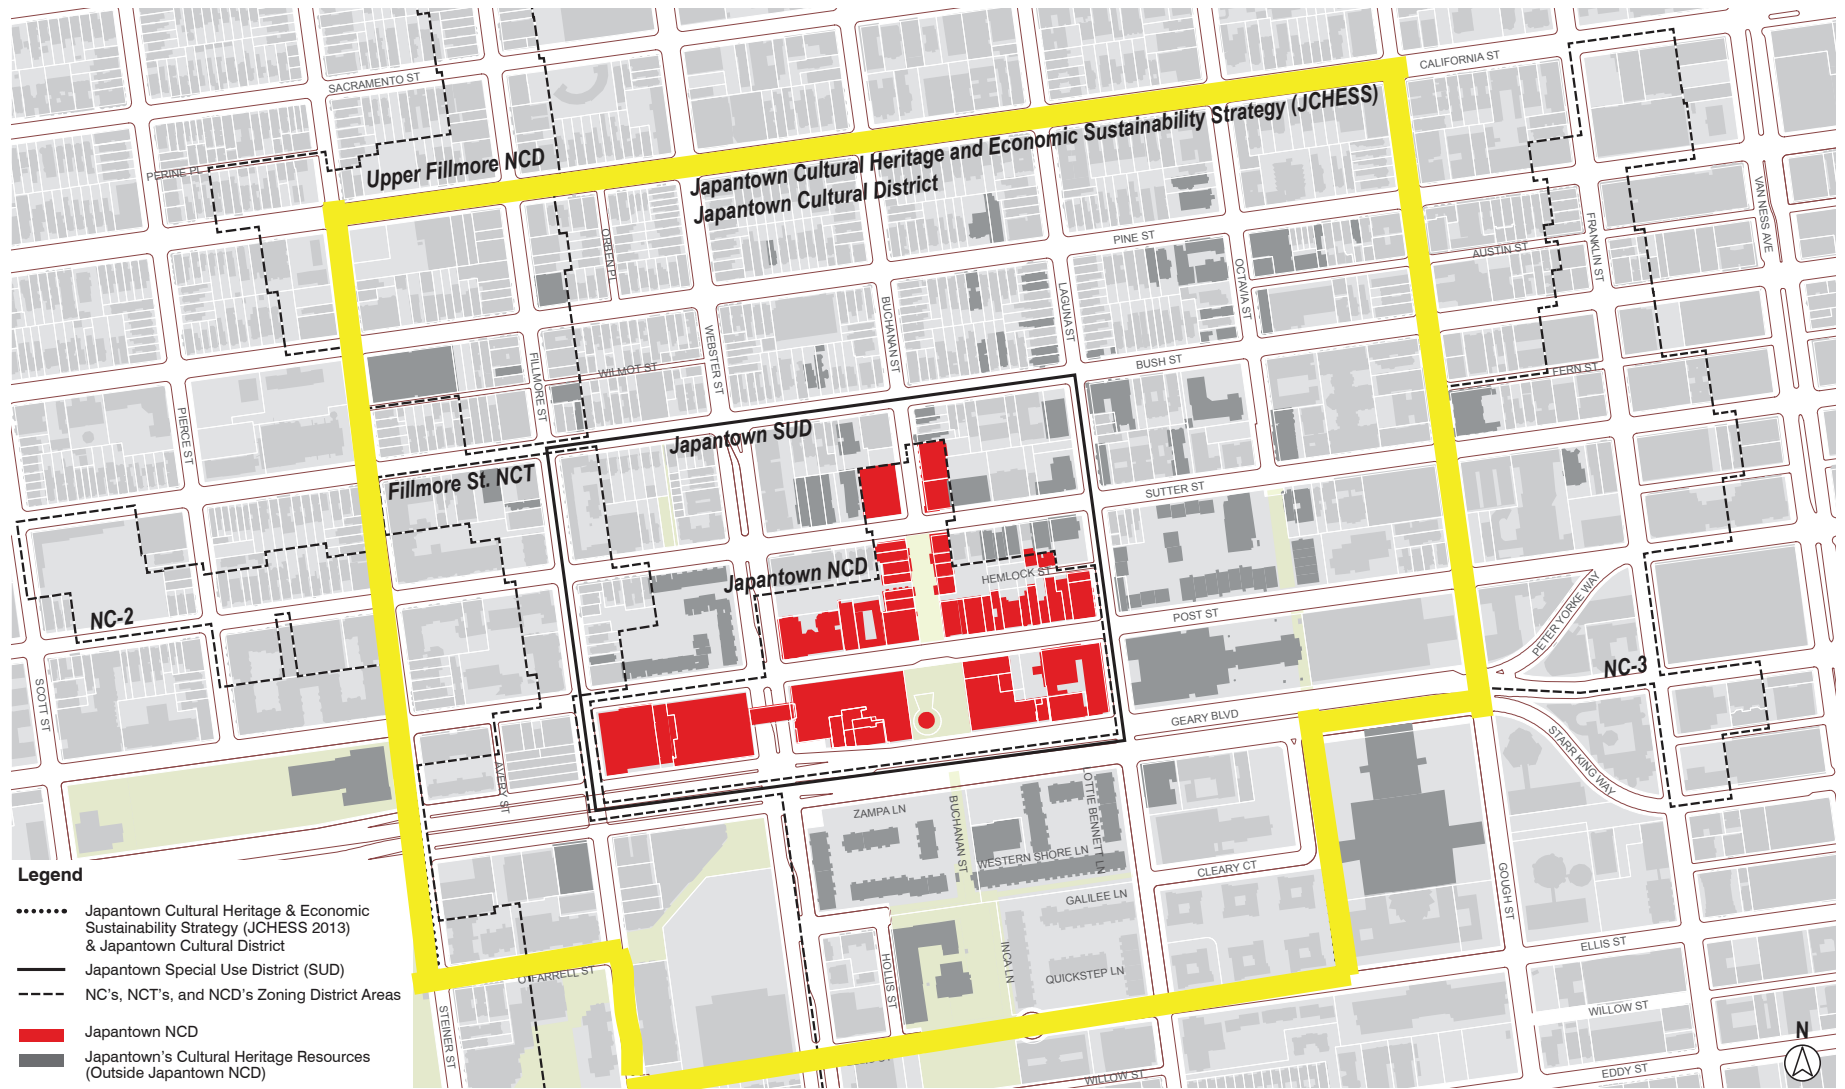 SACRAMENTO ST
CALIFORNIA ST
PERINE PL
Upper Fillmore NCD
Japantown Cultural Heritage and Economic Sustainability Strategy (JCHESS)
Japantown Cultural District
VAN NESS AVE
ORBEN PL
PINE ST
OCTAVIA ST
AUSTIN ST
FRANKLIN ST
LAGUNA ST
BUCHANAN ST
WEBSTER ST
FILLMORE ST
WILMOT ST
BUSH ST
FERN ST
PIERCE ST
Japantown SUD
Fillmore St. NCT
SUTTER ST
Japantown NCD
HEMLOCK ST
POST ST
PETER YORKE WAY
NC-2
NC-3
SCOTT ST
GEARY BLVD
STARR KING WAY
AVERY ST
ZAMPA LN
BUCHANAN ST
LOTTIE BENNETT LN
WESTERN SHORE LN
CLEARY CT
GALILEE LN
GOUGH ST
ELLIS ST
INCA LN
QUICKSTEP LN
HOLLIS ST
O'FARRELL ST
STEINER ST
WILLOW ST
WILLOW ST
EDDY ST
N
Legend
Japantown Cultural Heritage & Economic
Sustainability Strategy (JCHESS 2013)
& Japantown Cultural District
Japantown Special Use District (SUD)
NC's, NCT's, and NCD's Zoning District Areas
Japantown NCD
Japantown's Cultural Heritage Resources
(Outside Japantown NCD)